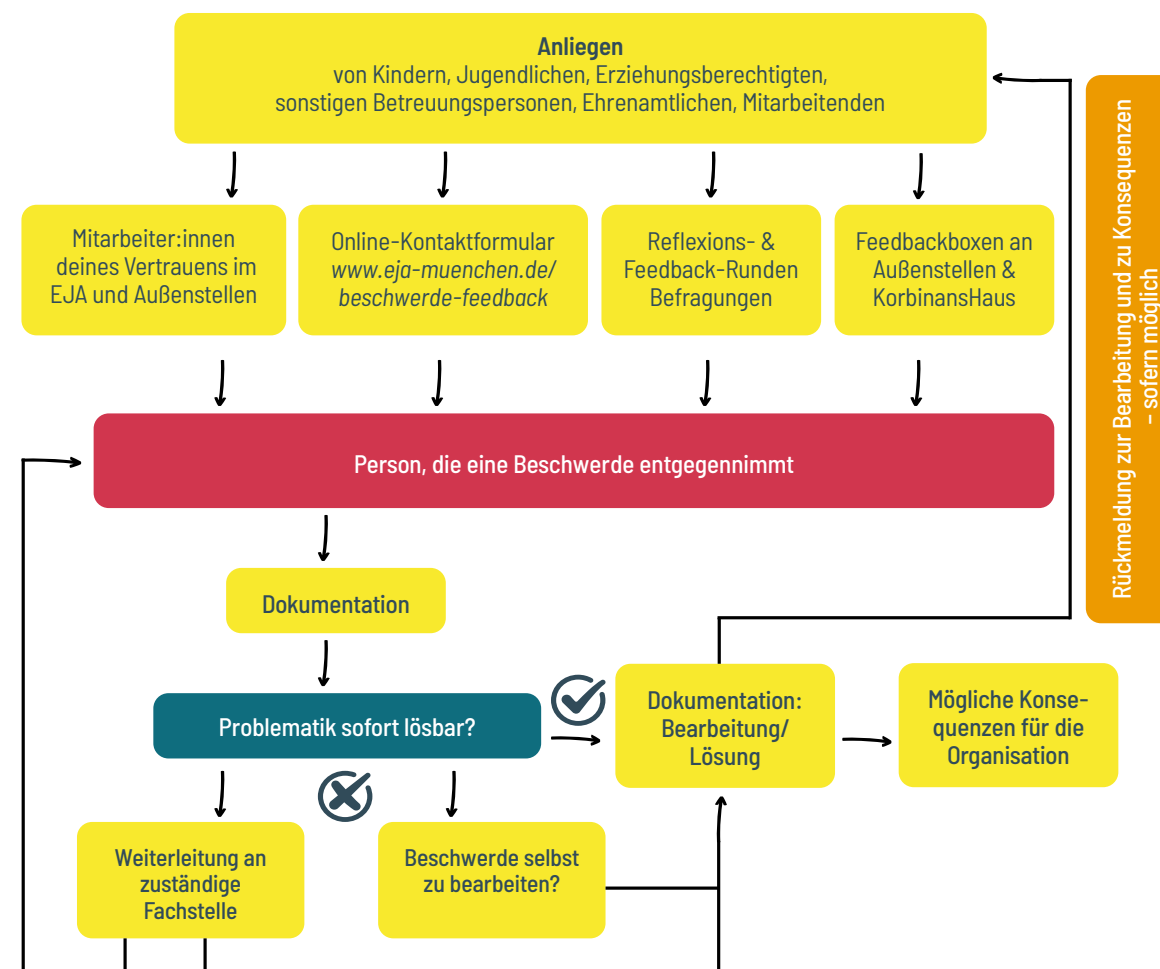 Anliegen
von Kindern, Jugendlichen, Erziehungsberechtigten,
sonstigen Betreuungspersonen, Ehrenamtlichen, Mitarbeitenden
Mitarbeiter:innen
deines Vertrauens im
EJA und Außenstellen
Online-Kontaktformular
www.eja-muenchen.de/
beschwerde-feedback
Reflexions- &
Feedback-Runden
Befragungen
Feedbackboxen an
Außenstellen &
KorbinansHaus
Rückmeldung zur Bearbeitung und zu Konsequenzen
– sofern möglich
Person, die eine Beschwerde entgegennimmt
Dokumentation
Problematik sofort lösbar?
Dokumentation:
Bearbeitung/
Lösung
Mögliche Konse-
quenzen für die
Organisation
Weiterleitung an
zuständige
Fachstelle
Beschwerde selbst
zu bearbeiten?